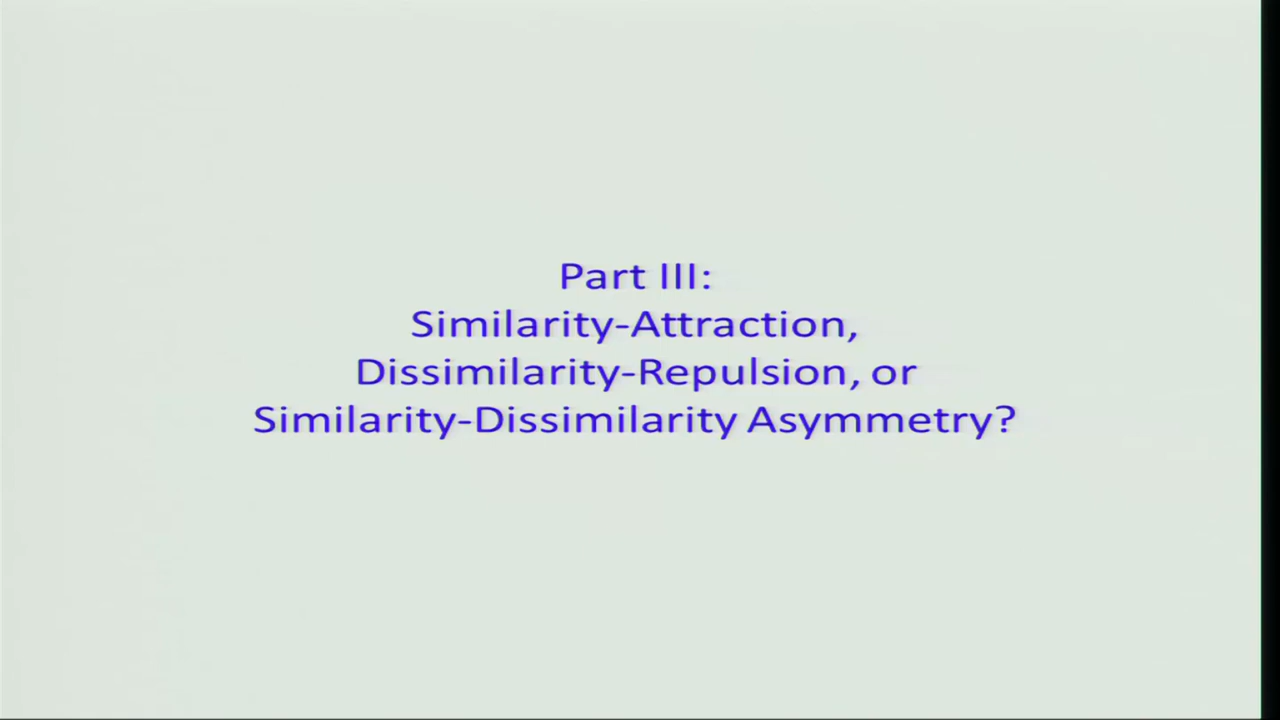 Part III:
Similarity-Attraction,
Dissimilarity-Repulsion, or
Similarity-Dissimilarity Asymmetry?